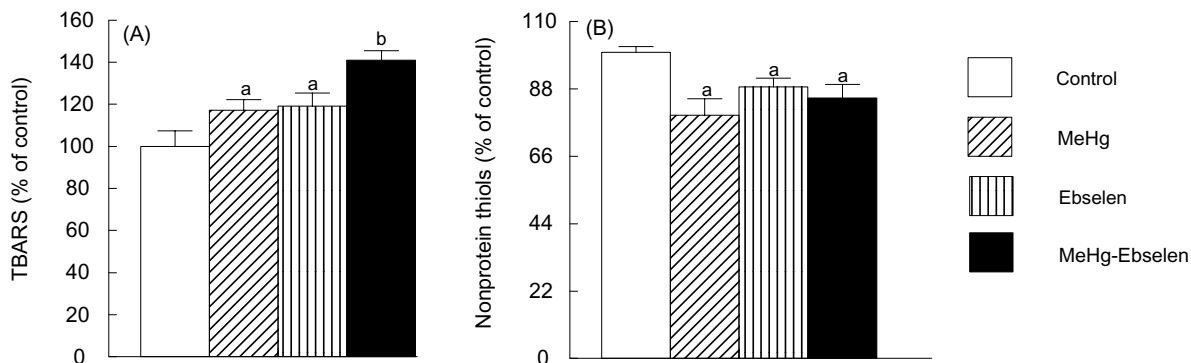 TBARS (% of control)
160
140
120
100
80
60
40
20
0
(A)
a
a
b
Nonprotein thiols (% of control)
110
88
66
44
22
0
(B)
a
a
a
Control
MeHg
Ebselen
MeHg-Ebselen